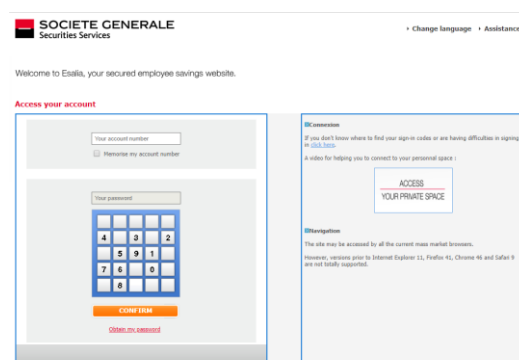 SOCIETE GENERALE
Securities Services
Change language
Assistance
Welcome to Esalia, your secured employee savings website.
Access your account
Your account number
Memorise my account number
Your password
4 3 2
5 9 1
7 6 0
8
CONFIRM
Obtain my password
Connexion
If you don't know where to find your sign-in codes or are having difficulties in signing
in click here.
A video for helping you to connect to your personnal space :
ACCESS
YOUR PRIVATE SPACE
Navigation
The site may be accessed by all the current mass market browsers.
However, versions prior to Internet Explorer 11, Firefox 41, Chrome 46 and Safari 9
are not totally supported.